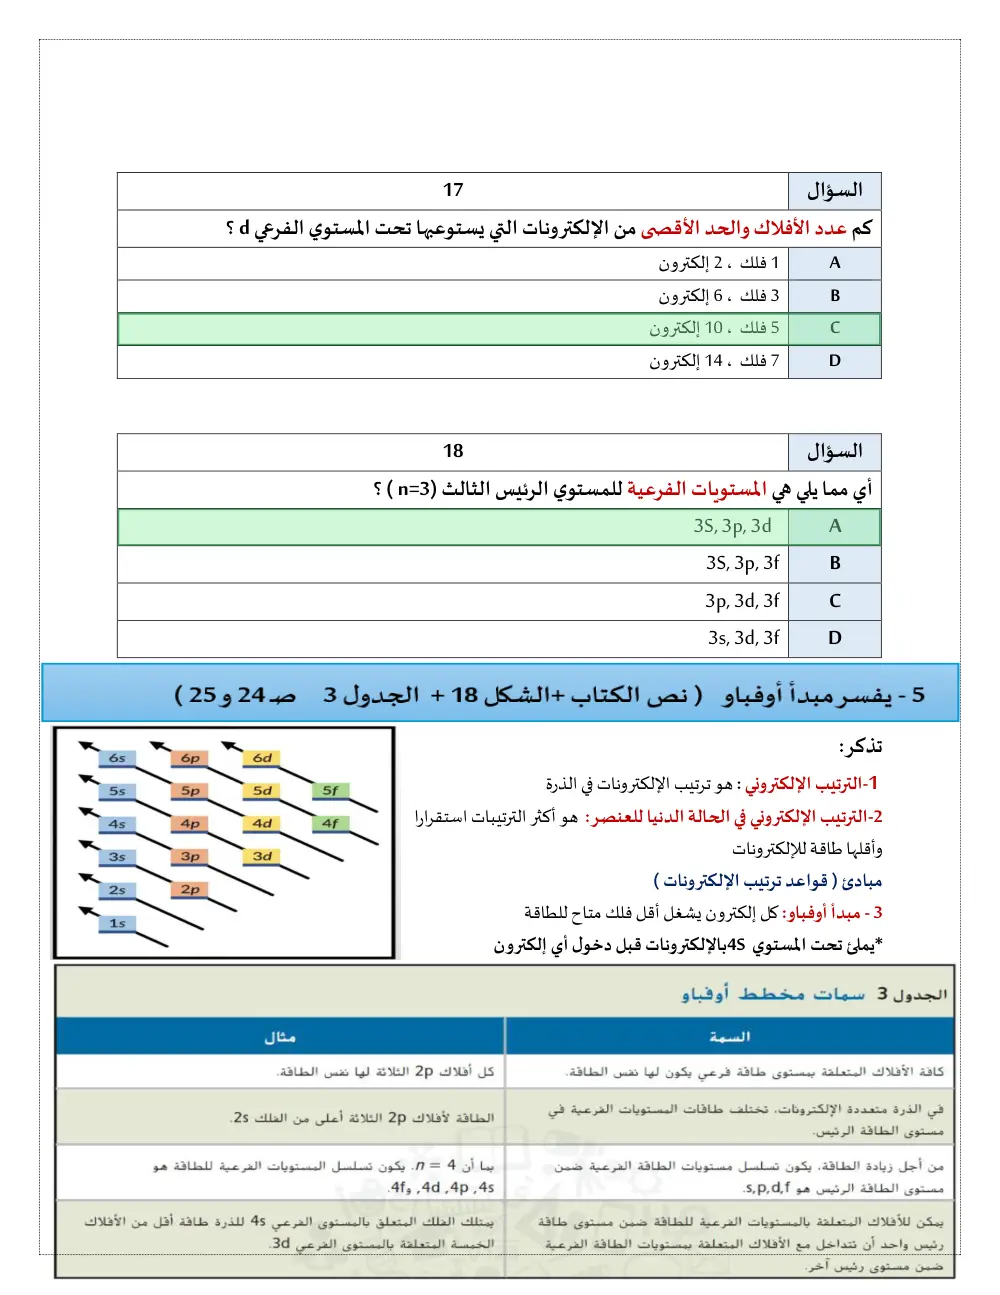 السؤال 17
كم عدد الأفلاك والحد الأقصى من الإلكترونات التي يستوعبها تحت المستوي الفرعي d ؟
A 1 فلك ، 2 إلكترون
B 3 فلك ، 6 إلكترون
C 5 فلك ، 10 إلكترون
D 7 فلك ، 14 إلكترون
السؤال 18
أي مما يلي هي المستويات الفرعية للمستوي الرئيس الثالث (n=3 ) ؟
A 3S, 3p, 3d
B 3S, 3p, 3f
C 3p, 3d, 3f
D 3s, 3d, 3f
5 - يفسر مبدأ أوفباو ( نص الكتاب +الشكل 18 + الجدول 3 صـ 24 و 25 )
تذكر:
1-الترتيب الإلكتروني : هو ترتيب الإلكترونات في الذرة
2-الترتيب الإلكتروني في الحالة الدنيا للعنصر: هو أكثر الترتيبات استقرارا
وأقلها طاقة للإلكترونات
مبادئ ( قواعد ترتيب الإلكترونات )
3 - مبدأ أوفباو: كل إلكترون يشغل أقل فلك متاح للطاقة
*يملئ تحت المستوي 4S بالإلكترونات قبل دخول أي إلكترون
6s 6p 6d
5s 5p 5d 5f
4s 4p 4d 4f
3s 3p 3d
2s 2p
1s
الجدول 3 سمات مخطط أوفباو
السمة مثال
كافة الأفلاك المتعلقة بمستوى طاقة فرعي يكون لها نفس الطاقة. كل أفلاك 2p الثلاثة لها نفس الطاقة.
في الذرة متعددة الإلكترونات، تختلف طاقات المستويات الفرعية في
مستوى الطاقة الرئيس.
الطاقة لأفلاك 2p الثلاثة أعلى من الفلك 2s.
من أجل زيادة الطاقة، يكون تسلسل مستويات الطاقة الفرعية ضمن
مستوى الطاقة الرئيس هو s,p,d,f.
بما أن n = 4، يكون تسلسل المستويات الفرعية للطاقة هو
4s, 4p, 4d, و4f.
يمكن للأفلاك المتعلقة بالمستويات الفرعية للطاقة ضمن مستوى طاقة
رئيس واحد أن تتداخل مع الأفلاك المتعلقة بمستويات الطاقة الفرعية
ضمن مستوى رئيس آخر.
يمتلك الفلك المتعلق بالمستوى الفرعي 4s للذرة طاقة أقل من الأفلاك
الخمسة المتعلقة بالمستوى الفرعي 3d.